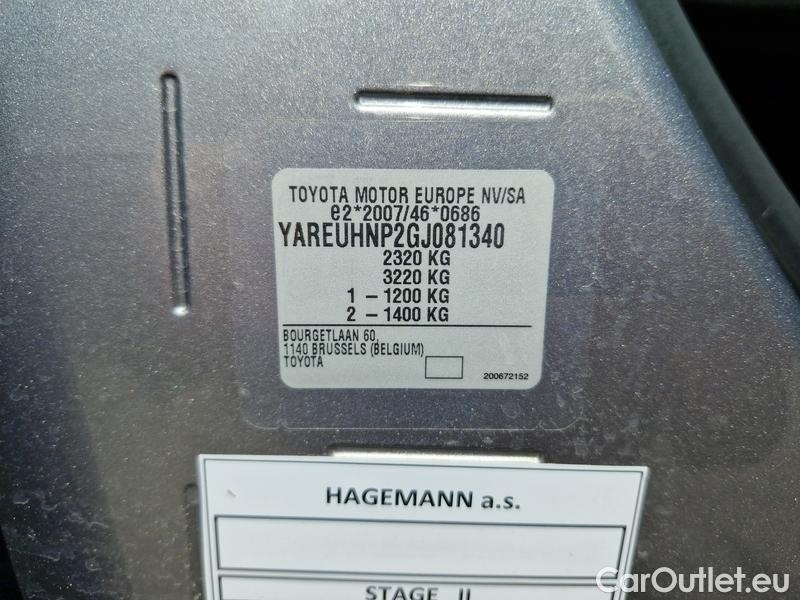 TOYOTA MOTOR EUROPE NV/SA
e2*2007/46*0686
YAREUHNP2GJ081340
2320 KG
3220 KG
1 – 1200 KG
2 – 1400 KG
BOURGETLAAN 60,
1140 BRUSSELS (BELGIUM)
TOYOTA
200672152
HAGEMANN a.s.
STAGE II
CarOutlet.eu